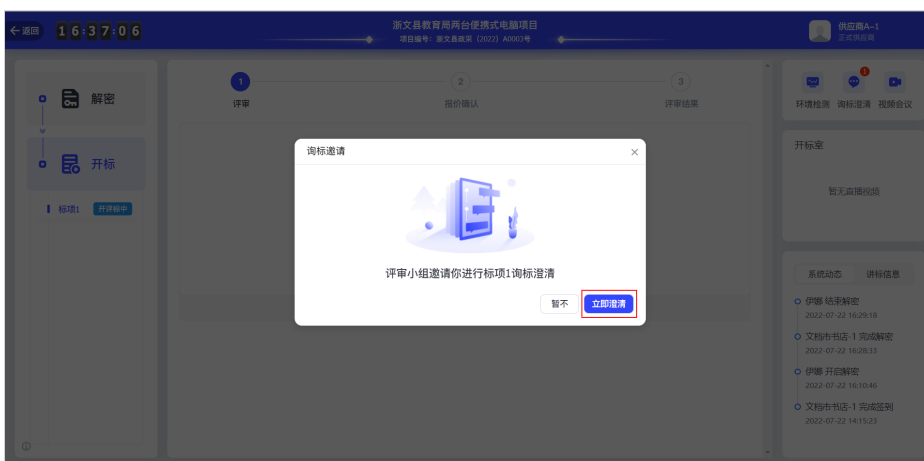 返回 16:37:06
浙文县教育局两台便携式电脑项目
项目编号：浙文县政采（2022）A0003号
供应商A-1
正式供应商
解密
开标
标项1 开评标中
1 2 3
评审 报价确认 评审结果
询标邀请
评审小组邀请你进行标项1询标澄清
暂不 立即澄清
1
环境检测 询标澄清 视频会议
开标室
暂无直播视频
系统动态 讲标信息
伊娜 结束解密
2022-07-22 16:29:18
文档市书店-1 完成解密
2022-07-22 16:28:33
伊娜 开启解密
2022-07-22 16:10:46
文档市书店-1 完成签到
2022-07-22 14:15:23